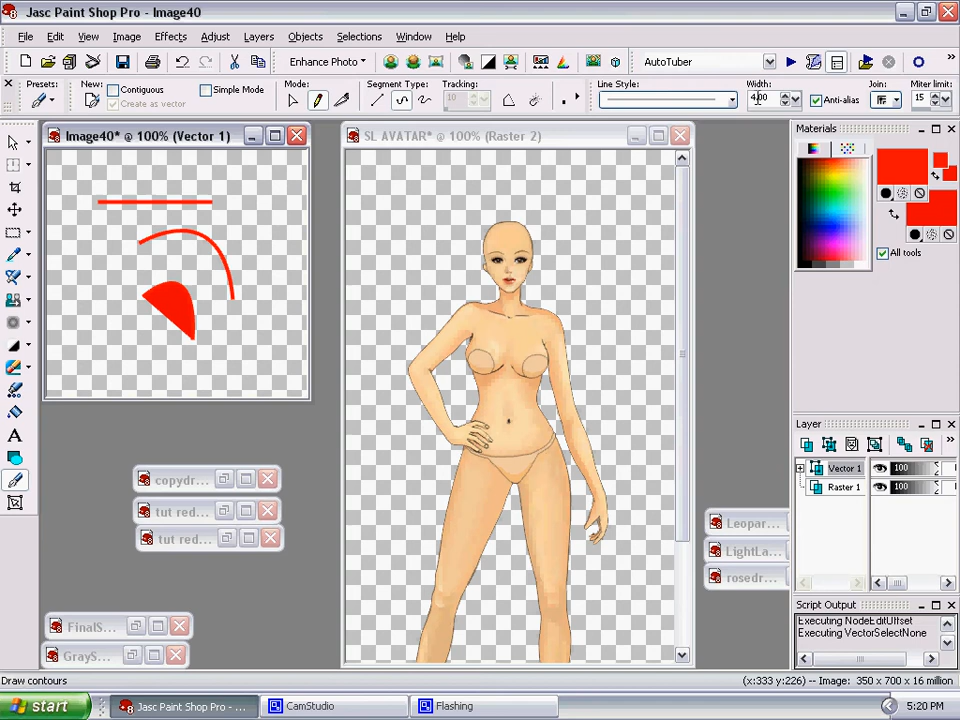 Jasc Paint Shop Pro - Image40
File Edit View Image Effects Adjust Layers Objects Selections Window Help
Enhance Photo AutoTuber
Presets: New: Contiguous Simple Mode Mode: Segment Type: Tracking: Line Style: Width: Join: Miter limit:
Create as vector 10 4.00 Anti-alias 15
Image40* @ 100% (Vector 1)
SL AVATAR* @ 100% (Raster 2)
Materials
All tools
Layer
Vector 1 100
Raster 1 100
copydr...
tut red...
tut red...
Leopar...
LightLa...
rosedr...
FinalS...
GrayS...
Script Output
Executing NodeEditOffset
Executing VectorSelectNone
Draw contours
(x:333 y:226) -- Image: 350 x 700 x 16 million
start
Jasc Paint Shop Pro - ...
CamStudio
Flashing
5:20 PM